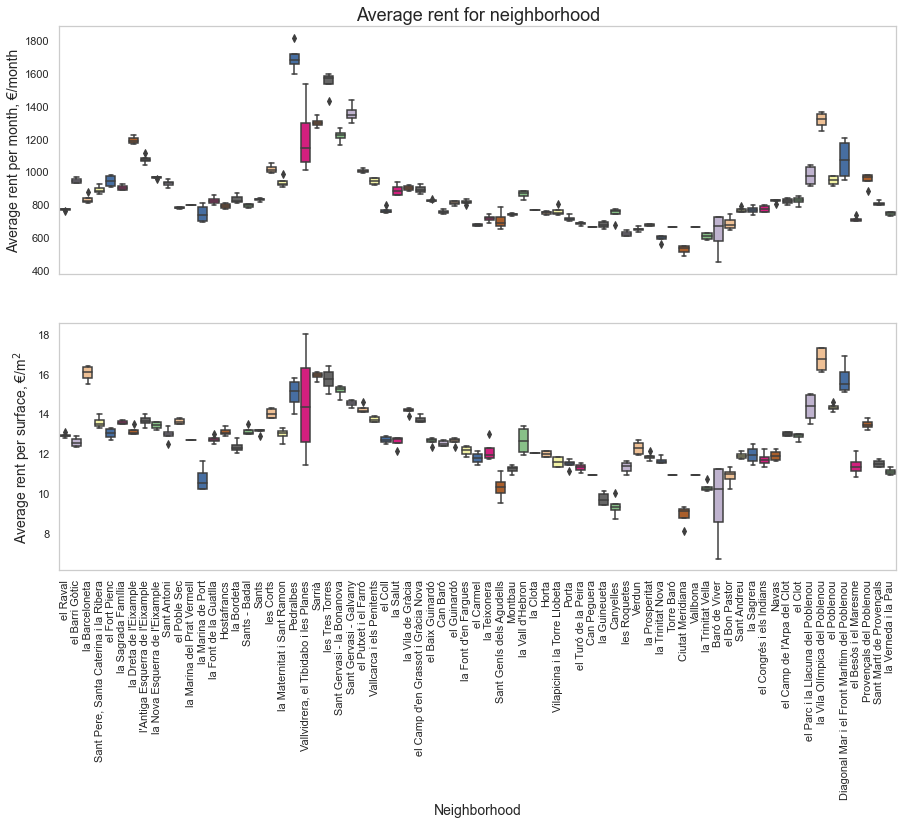 Average rent for neighborhood
Average rent per month, €/month
1800
1600
1400
1200
1000
800
600
400
Average rent per surface, €/m²
18
16
14
12
10
8
el Raval
el Barri Gòtic
la Barceloneta
Sant Pere, Santa Caterina i la Ribera
el Fort Pienc
la Sagrada Família
la Dreta de l'Eixample
l'Antiga Esquerra de l'Eixample
la Nova Esquerra de l'Eixample
Sant Antoni
el Poble Sec
la Marina del Prat Vermell
la Marina de Port
la Font de la Guatlla
Hostafrancs
la Bordeta
Sants - Badal
Sants
les Corts
la Maternitat i Sant Ramon
Pedralbes
Vallvidrera, el Tibidabo i les Planes
Sarrià
les Tres Torres
Sant Gervasi - la Bonanova
Sant Gervasi - Galvany
el Putxet i el Farró
Vallcarca i els Penitents
el Coll
la Salut
la Vila de Gràcia
el Camp d'en Grassot i Gràcia Nova
el Baix Guinardó
Can Baró
el Guinardó
la Font d'en Fargues
el Carmel
la Teixonera
Sant Genís dels Agudells
Montbau
la Vall d'Hebron
la Clota
Horta
Vilapicina i la Torre Llobeta
Porta
el Turó de la Peira
Can Peguera
la Guineueta
Canyelles
les Roquetes
Verdun
la Prosperitat
la Trinitat Nova
Torre Baró
Ciutat Meridiana
Vallbona
la Trinitat Vella
Baró de Viver
el Bon Pastor
Sant Andreu
la Sagrera
el Congrés i els Indians
Navas
el Camp de l'Arpa del Clot
el Clot
el Parc i la Llacuna del Poblenou
la Vila Olímpica del Poblenou
el Poblenou
Diagonal Mar i el Front Marítim del Poblenou
el Besòs i el Maresme
Provençals del Poblenou
Sant Martí de Provençals
la Verneda i la Pau
Neighborhood